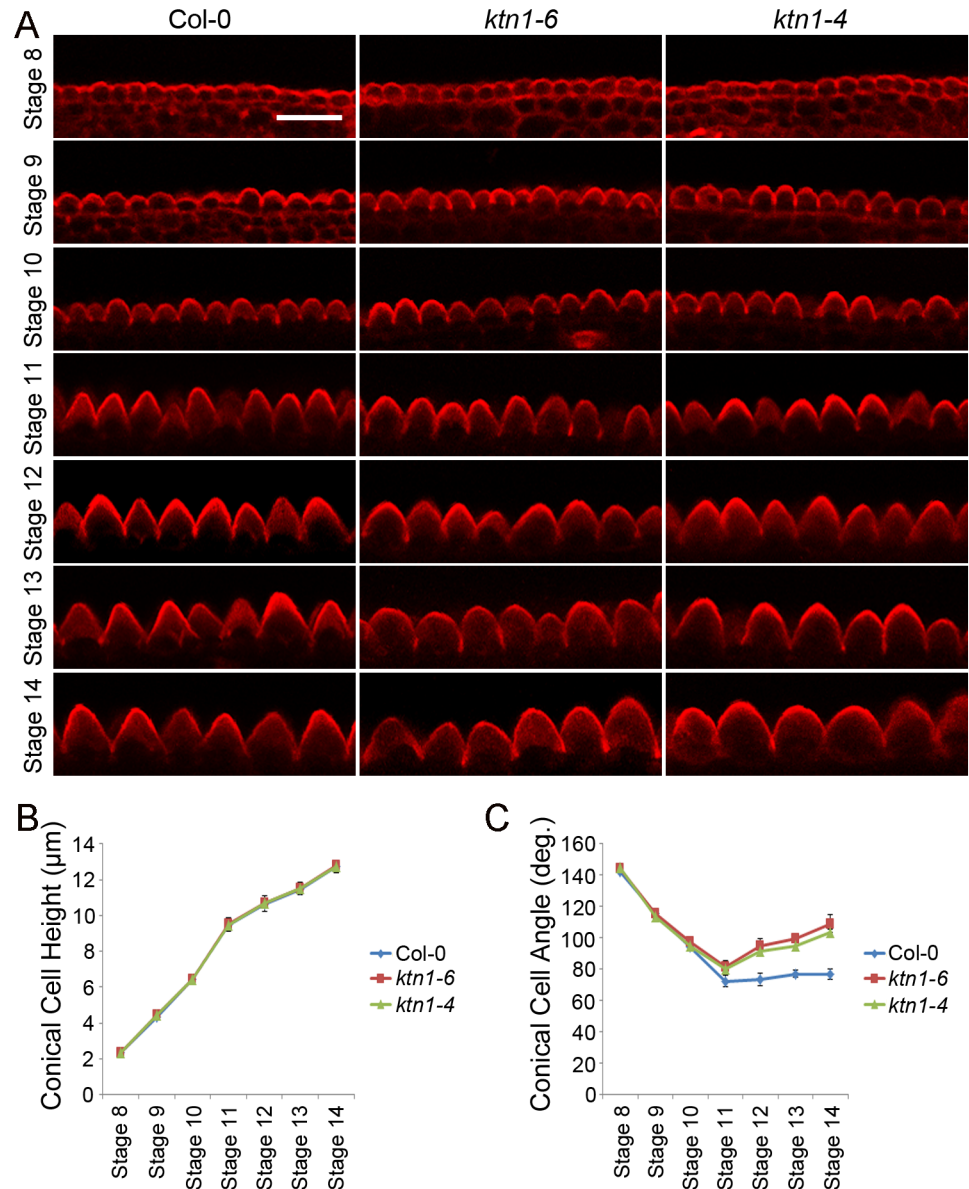 A
Col-0
ktn1-6
ktn1-4
Stage 8
Stage 9
Stage 10
Stage 11
Stage 12
Stage 13
Stage 14
B
Conical Cell Height (µm)
14
12
10
8
6
4
2
0
Stage 8
Stage 9
Stage 10
Stage 11
Stage 12
Stage 13
Stage 14
Col-0
ktn1-6
ktn1-4
C
Conical Cell Angle (deg.)
160
140
120
100
80
60
40
20
0
Stage 8
Stage 9
Stage 10
Stage 11
Stage 12
Stage 13
Stage 14
Col-0
ktn1-6
ktn1-4